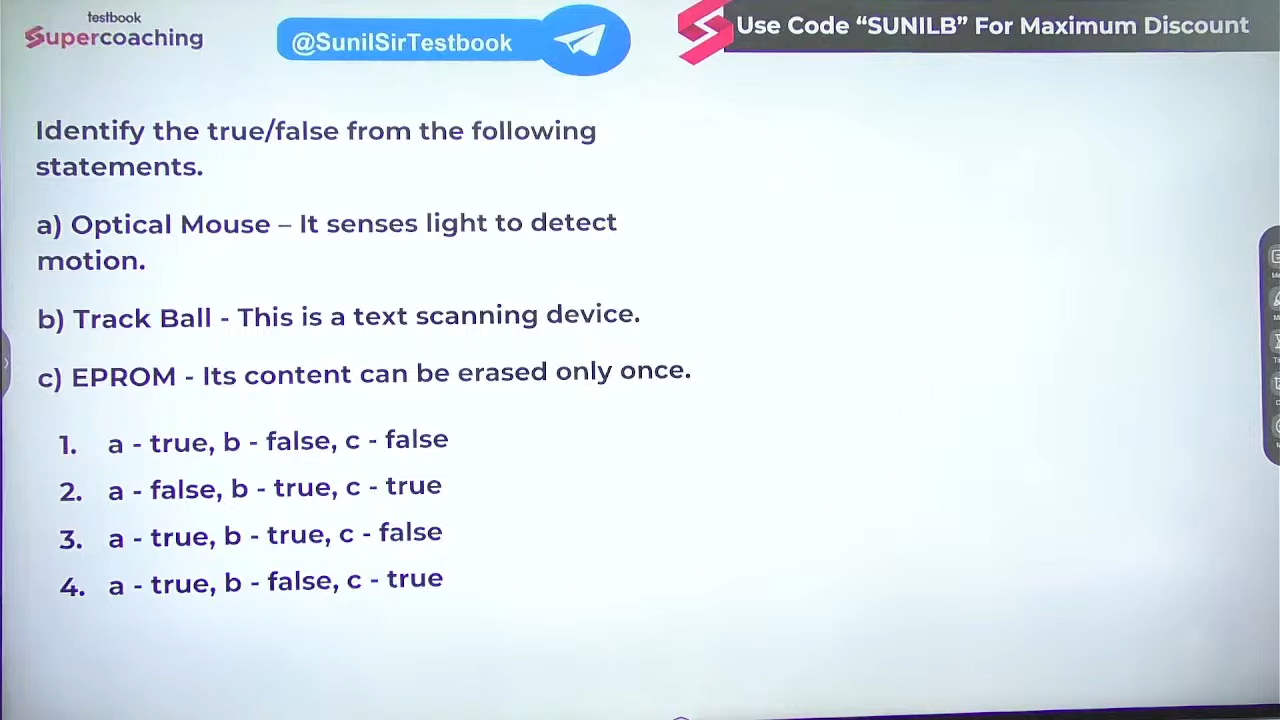 testbook
Supercoaching
@SunilSirTestbook
Use Code “SUNILB” For Maximum Discount
Identify the true/false from the following
statements.
a) Optical Mouse – It senses light to detect
motion.
b) Track Ball - This is a text scanning device.
c) EPROM - Its content can be erased only once.
1. a - true, b - false, c - false
2. a - false, b - true, c - true
3. a - true, b - true, c - false
4. a - true, b - false, c - true